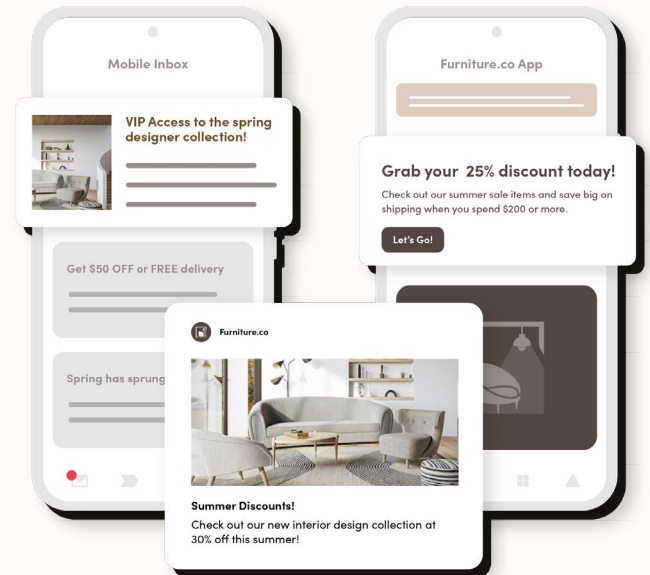 Mobile Inbox
VIP Access to the spring
designer collection!
Get $50 OFF or FREE delivery
Spring has sprung
Furniture.co App
Grab your 25% discount today!
Check out our summer sale items and save big on
shipping when you spend $200 or more.
Let's Go!
Furniture.co
Summer Discounts!
Check out our new interior design collection at
30% off this summer!